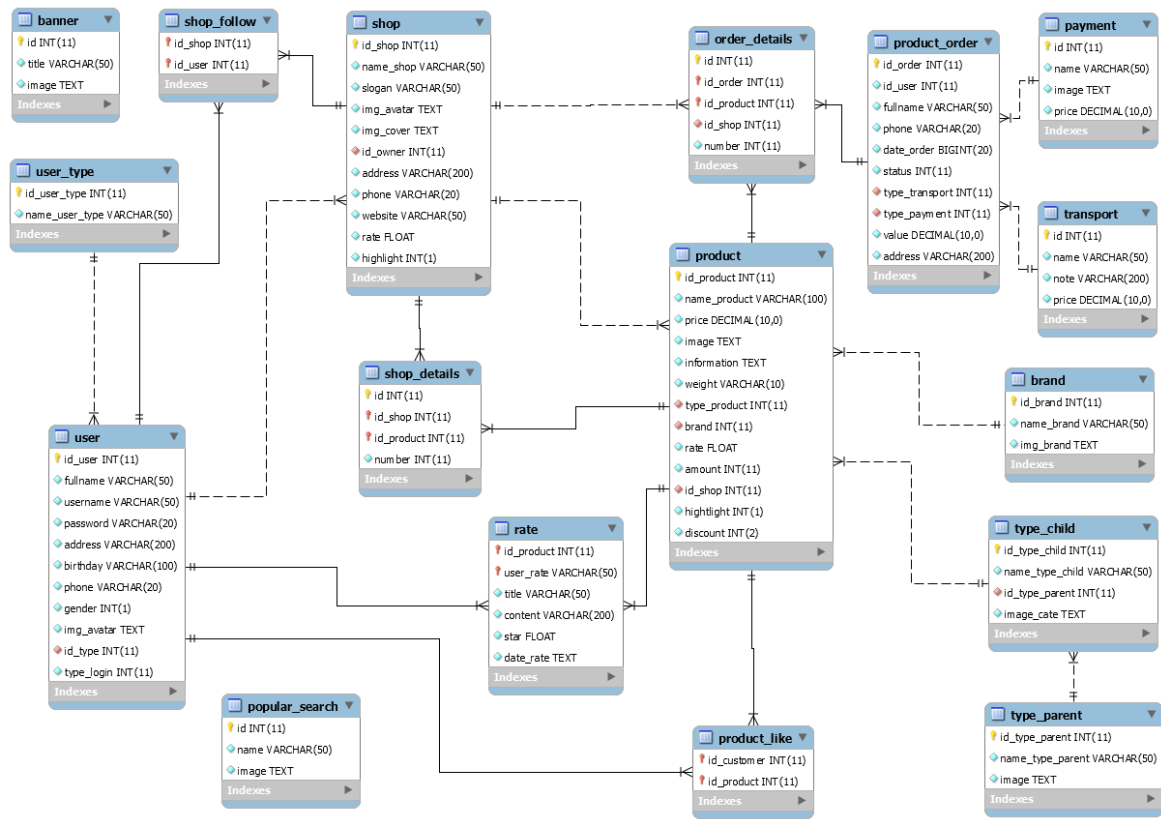 banner
id INT(11)
title VARCHAR(50)
image TEXT
Indexes
shop_follow
id_shop INT(11)
id_user INT(11)
Indexes
shop
id_shop INT(11)
name_shop VARCHAR(50)
slogan VARCHAR(50)
img_avatar TEXT
img_cover TEXT
id_owner INT(11)
address VARCHAR(200)
phone VARCHAR(20)
website VARCHAR(50)
rate FLOAT
highlight INT(1)
Indexes
order_details
id INT(11)
id_order INT(11)
id_product INT(11)
id_shop INT(11)
number INT(11)
Indexes
product_order
id_order INT(11)
id_user INT(11)
fullname VARCHAR(50)
phone VARCHAR(20)
date_order BIGINT(20)
status INT(11)
type_transport INT(11)
type_payment INT(11)
value DECIMAL(10,0)
address VARCHAR(200)
Indexes
payment
id INT(11)
name VARCHAR(50)
image TEXT
price DECIMAL(10,0)
Indexes
user_type
id_user_type INT(11)
name_user_type VARCHAR(50)
Indexes
transport
id INT(11)
name VARCHAR(50)
note VARCHAR(200)
price DECIMAL(10,0)
Indexes
product
id_product INT(11)
name_product VARCHAR(100)
price DECIMAL(10,0)
image TEXT
information TEXT
weight VARCHAR(10)
type_product INT(11)
brand INT(11)
rate FLOAT
amount INT(11)
id_shop INT(11)
hightlight INT(1)
discount INT(2)
Indexes
shop_details
id INT(11)
id_shop INT(11)
id_product INT(11)
number INT(11)
Indexes
brand
id_brand INT(11)
name_brand VARCHAR(50)
img_brand TEXT
Indexes
user
id_user INT(11)
fullname VARCHAR(50)
username VARCHAR(50)
password VARCHAR(20)
address VARCHAR(200)
birthday VARCHAR(100)
phone VARCHAR(20)
gender INT(1)
img_avatar TEXT
id_type INT(11)
type_login INT(11)
Indexes
rate
id_product INT(11)
user_rate VARCHAR(50)
title VARCHAR(50)
content VARCHAR(200)
star FLOAT
date_rate TEXT
Indexes
type_child
id_type_child INT(11)
name_type_child VARCHAR(50)
id_type_parent INT(11)
image_cate TEXT
Indexes
popular_search
id INT(11)
name VARCHAR(50)
image TEXT
Indexes
product_like
id_customer INT(11)
id_product INT(11)
Indexes
type_parent
id_type_parent INT(11)
name_type_parent VARCHAR(50)
image TEXT
Indexes